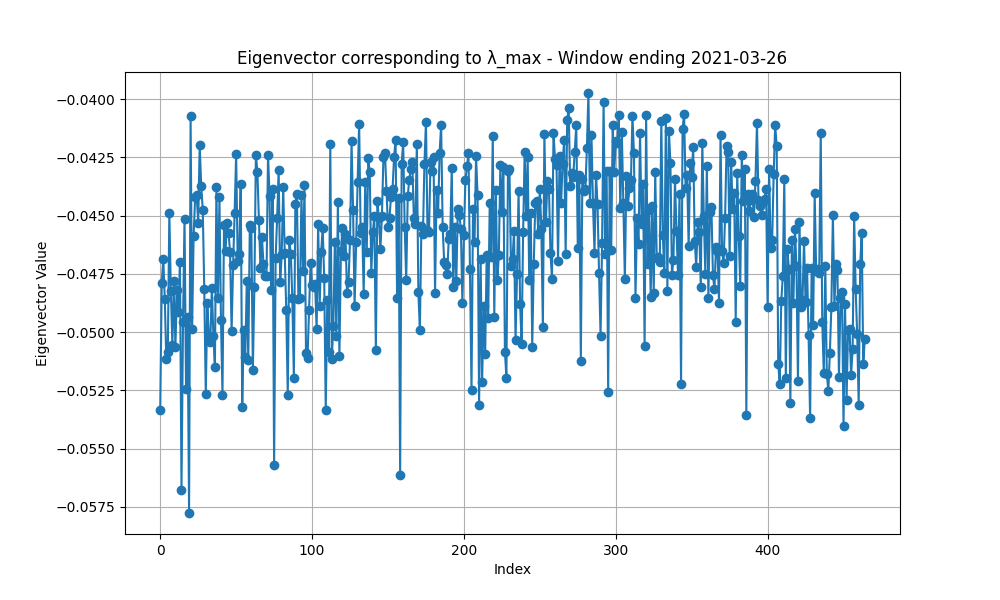 Eigenvector corresponding to λ_max - Window ending 2021-03-26
Eigenvector Value
−0.0400
−0.0425
−0.0450
−0.0475
−0.0500
−0.0525
−0.0550
−0.0575
0 100 200 300 400
Index